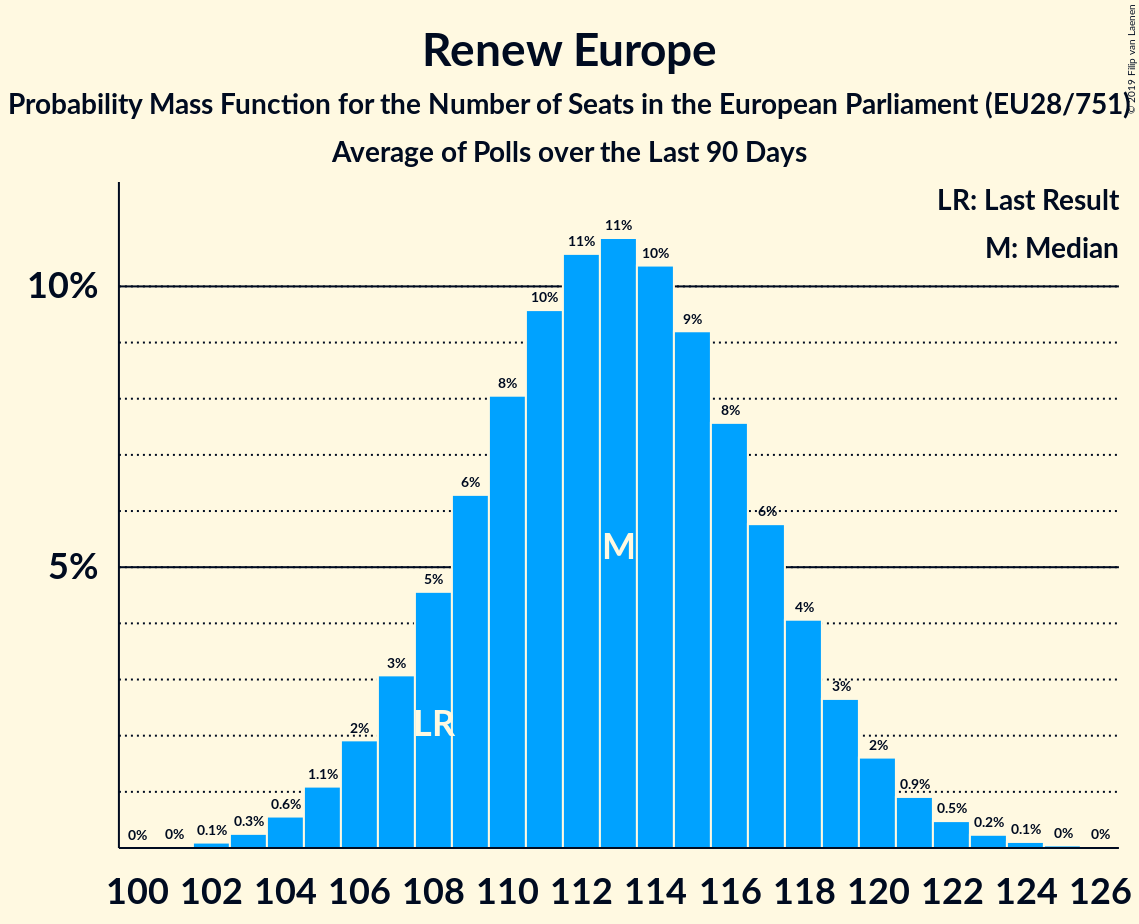 Renew Europe
Probability Mass Function for the Number of Seats in the European Parliament (EU28/751)
Average of Polls over the Last 90 Days
© 2019 Filip van Laenen
LR: Last Result
M: Median
10%
5%
0% 0% 0.1% 0.3% 0.6% 1.1% 2% 3% 5% 6% 8% 10% 11% 11% 10% 9% 8% 6% 4% 3% 2% 0.9% 0.5% 0.2% 0.1% 0% 0%
LR
M
100 102 104 106 108 110 112 114 116 118 120 122 124 126